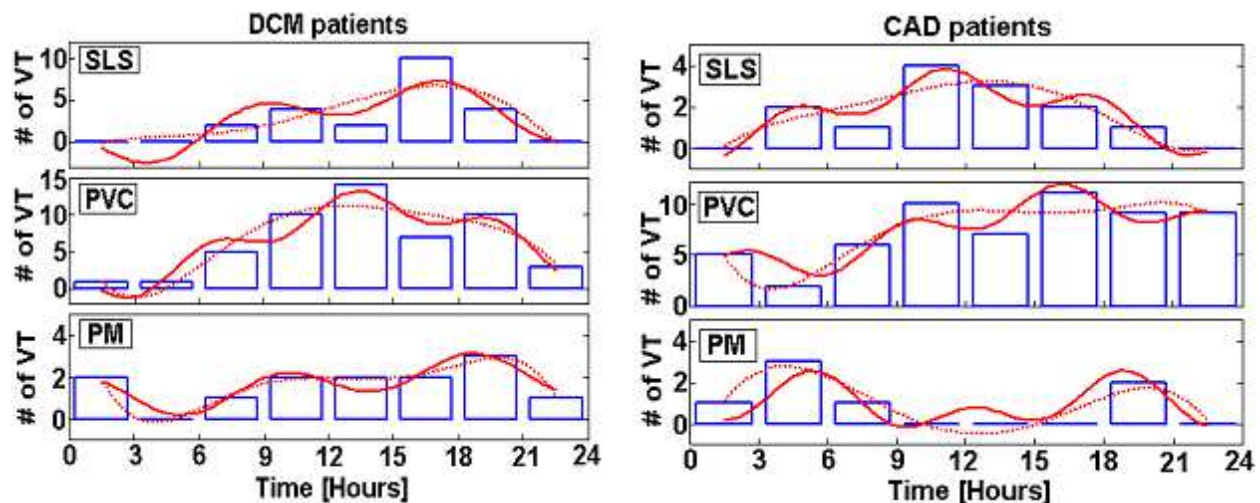 DCM patients
# of VT
10
5
0
SLS
# of VT
15
10
5
0
PVC
# of VT
4
2
0
PM
0 3 6 9 12 15 18 21 24
Time [Hours]
CAD patients
# of VT
4
2
0
SLS
# of VT
10
5
0
PVC
# of VT
4
2
0
PM
0 3 6 9 12 15 18 21 24
Time [Hours]